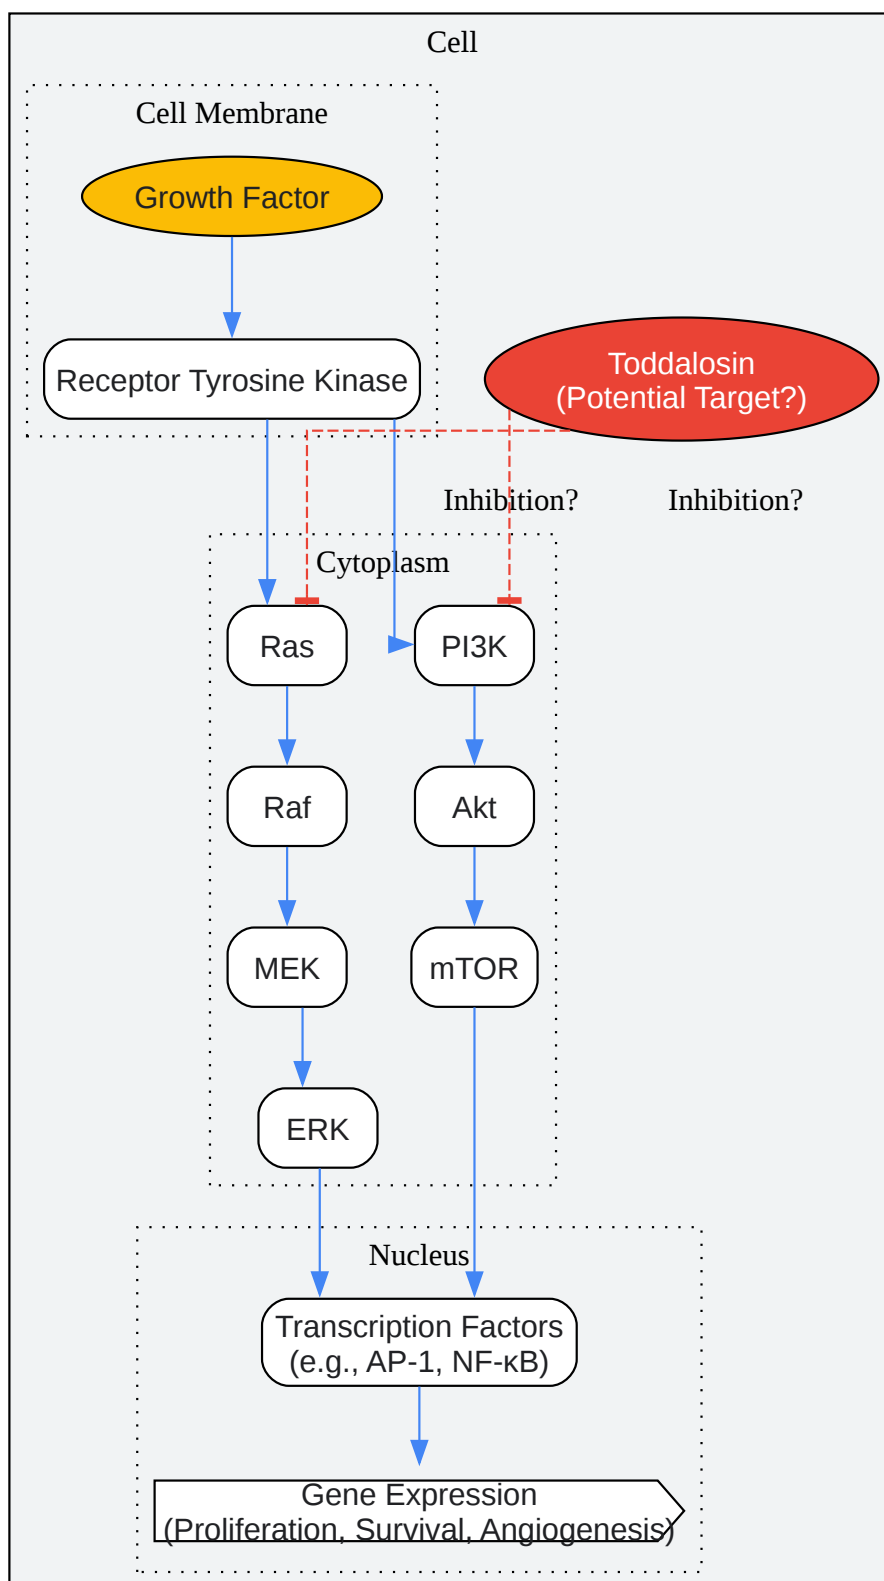 Cell
Cell Membrane
Growth Factor
Receptor Tyrosine Kinase
Toddalosin
(Potential Target?)
Inhibition?
Inhibition?
Cytoplasm
Ras
PI3K
Raf
Akt
MEK
mTOR
ERK
Nucleus
Transcription Factors
(e.g., AP-1, NF-κB)
Gene Expression
(Proliferation, Survival, Angiogenesis)